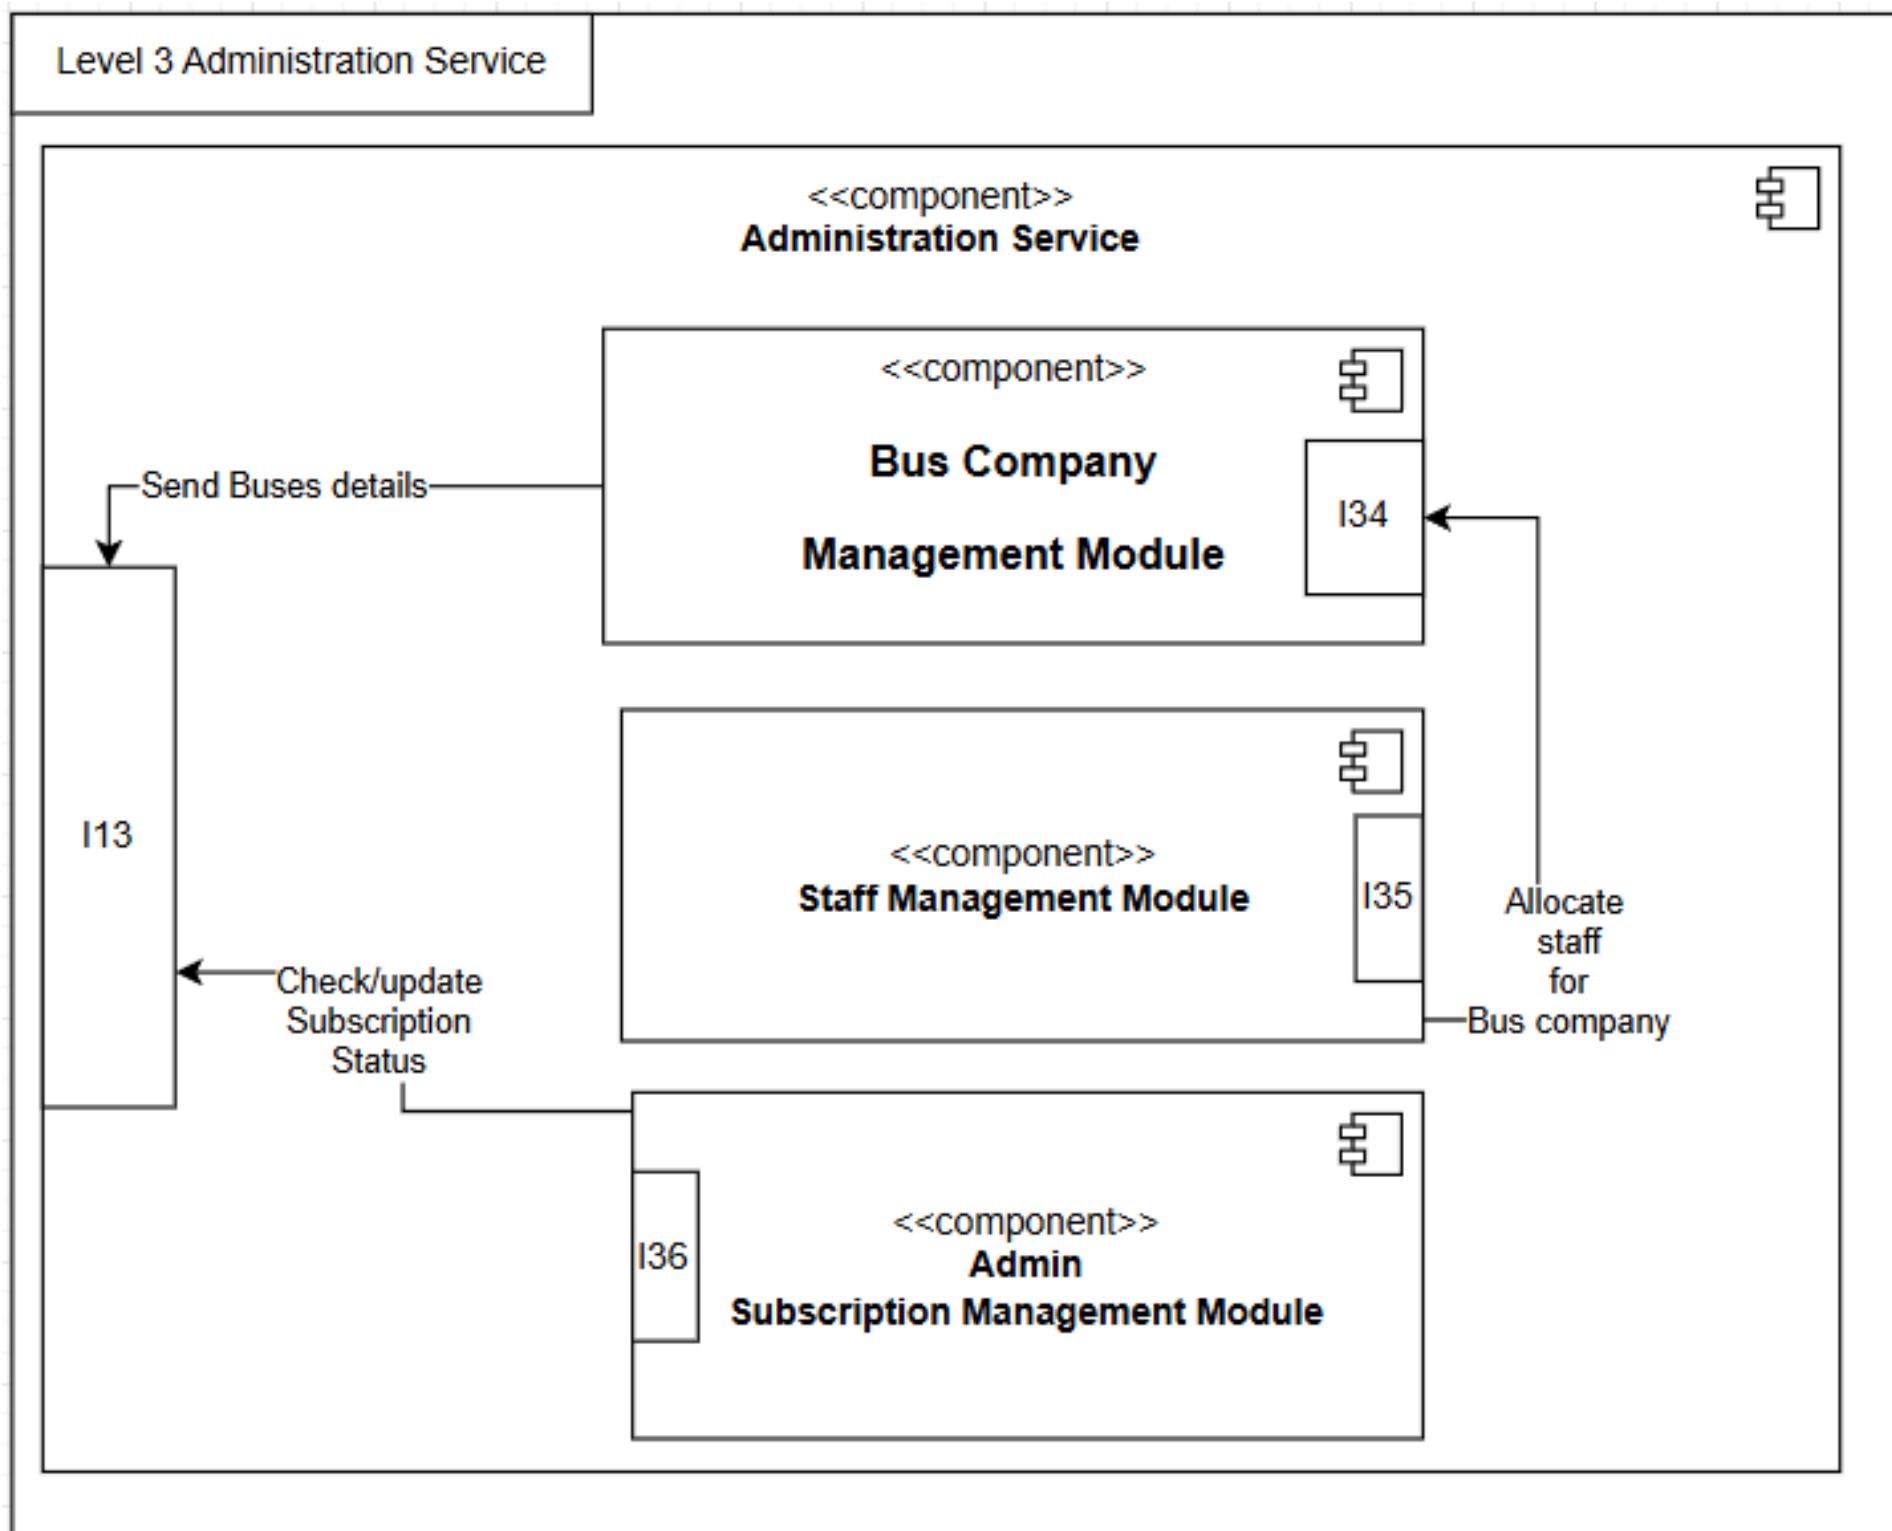 Level 3 Administration Service
<<component>>
Administration Service
<<component>>
Bus Company
Management Module
I34
Send Buses details
I13
<<component>>
Staff Management Module
I35
Allocate
staff
for
Bus company
Check/update
Subscription
Status
<<component>>
Admin
Subscription Management Module
I36